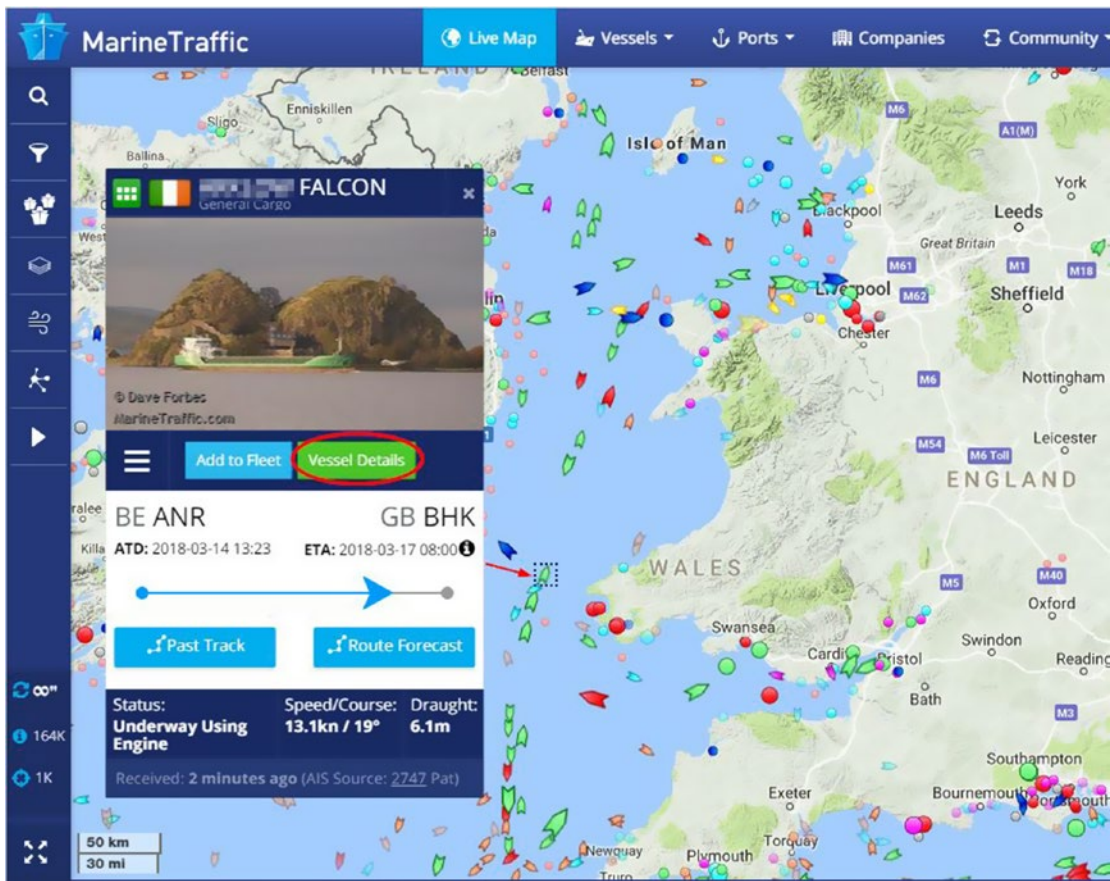 MarineTraffic
Live Map
Vessels
Ports
Companies
Community
IRELAND
Belfast
Enniskillen
Sligo
Ballina
Isle of Man
M6
A1(M)
York
Blackpool
Leeds
Great Britain
M61
M1
M18
M62
Liverpool
Sheffield
Chester
M6
Nottingham
M54
Leicester
M6 Toll
ENGLAND
WALES
M5
M40
Oxford
Swansea
Swindon
Bristol
Reading
Bath
M3
Southampton
Exeter
Bournemouth
Torquay
Newquay
Plymouth
Truro
FALCON
General Cargo
© Dave Forbes
MarineTraffic.com
Add to Fleet
Vessel Details
BE ANR
GB BHK
ATD: 2018-03-14 13:23
ETA: 2018-03-17 08:00
Past Track
Route Forecast
Status:
Underway Using
Engine
Speed/Course:
13.1kn / 19°
Draught:
6.1m
Received: 2 minutes ago (AIS Source: 2747 Pat)
164K
1K
50 km
30 mi